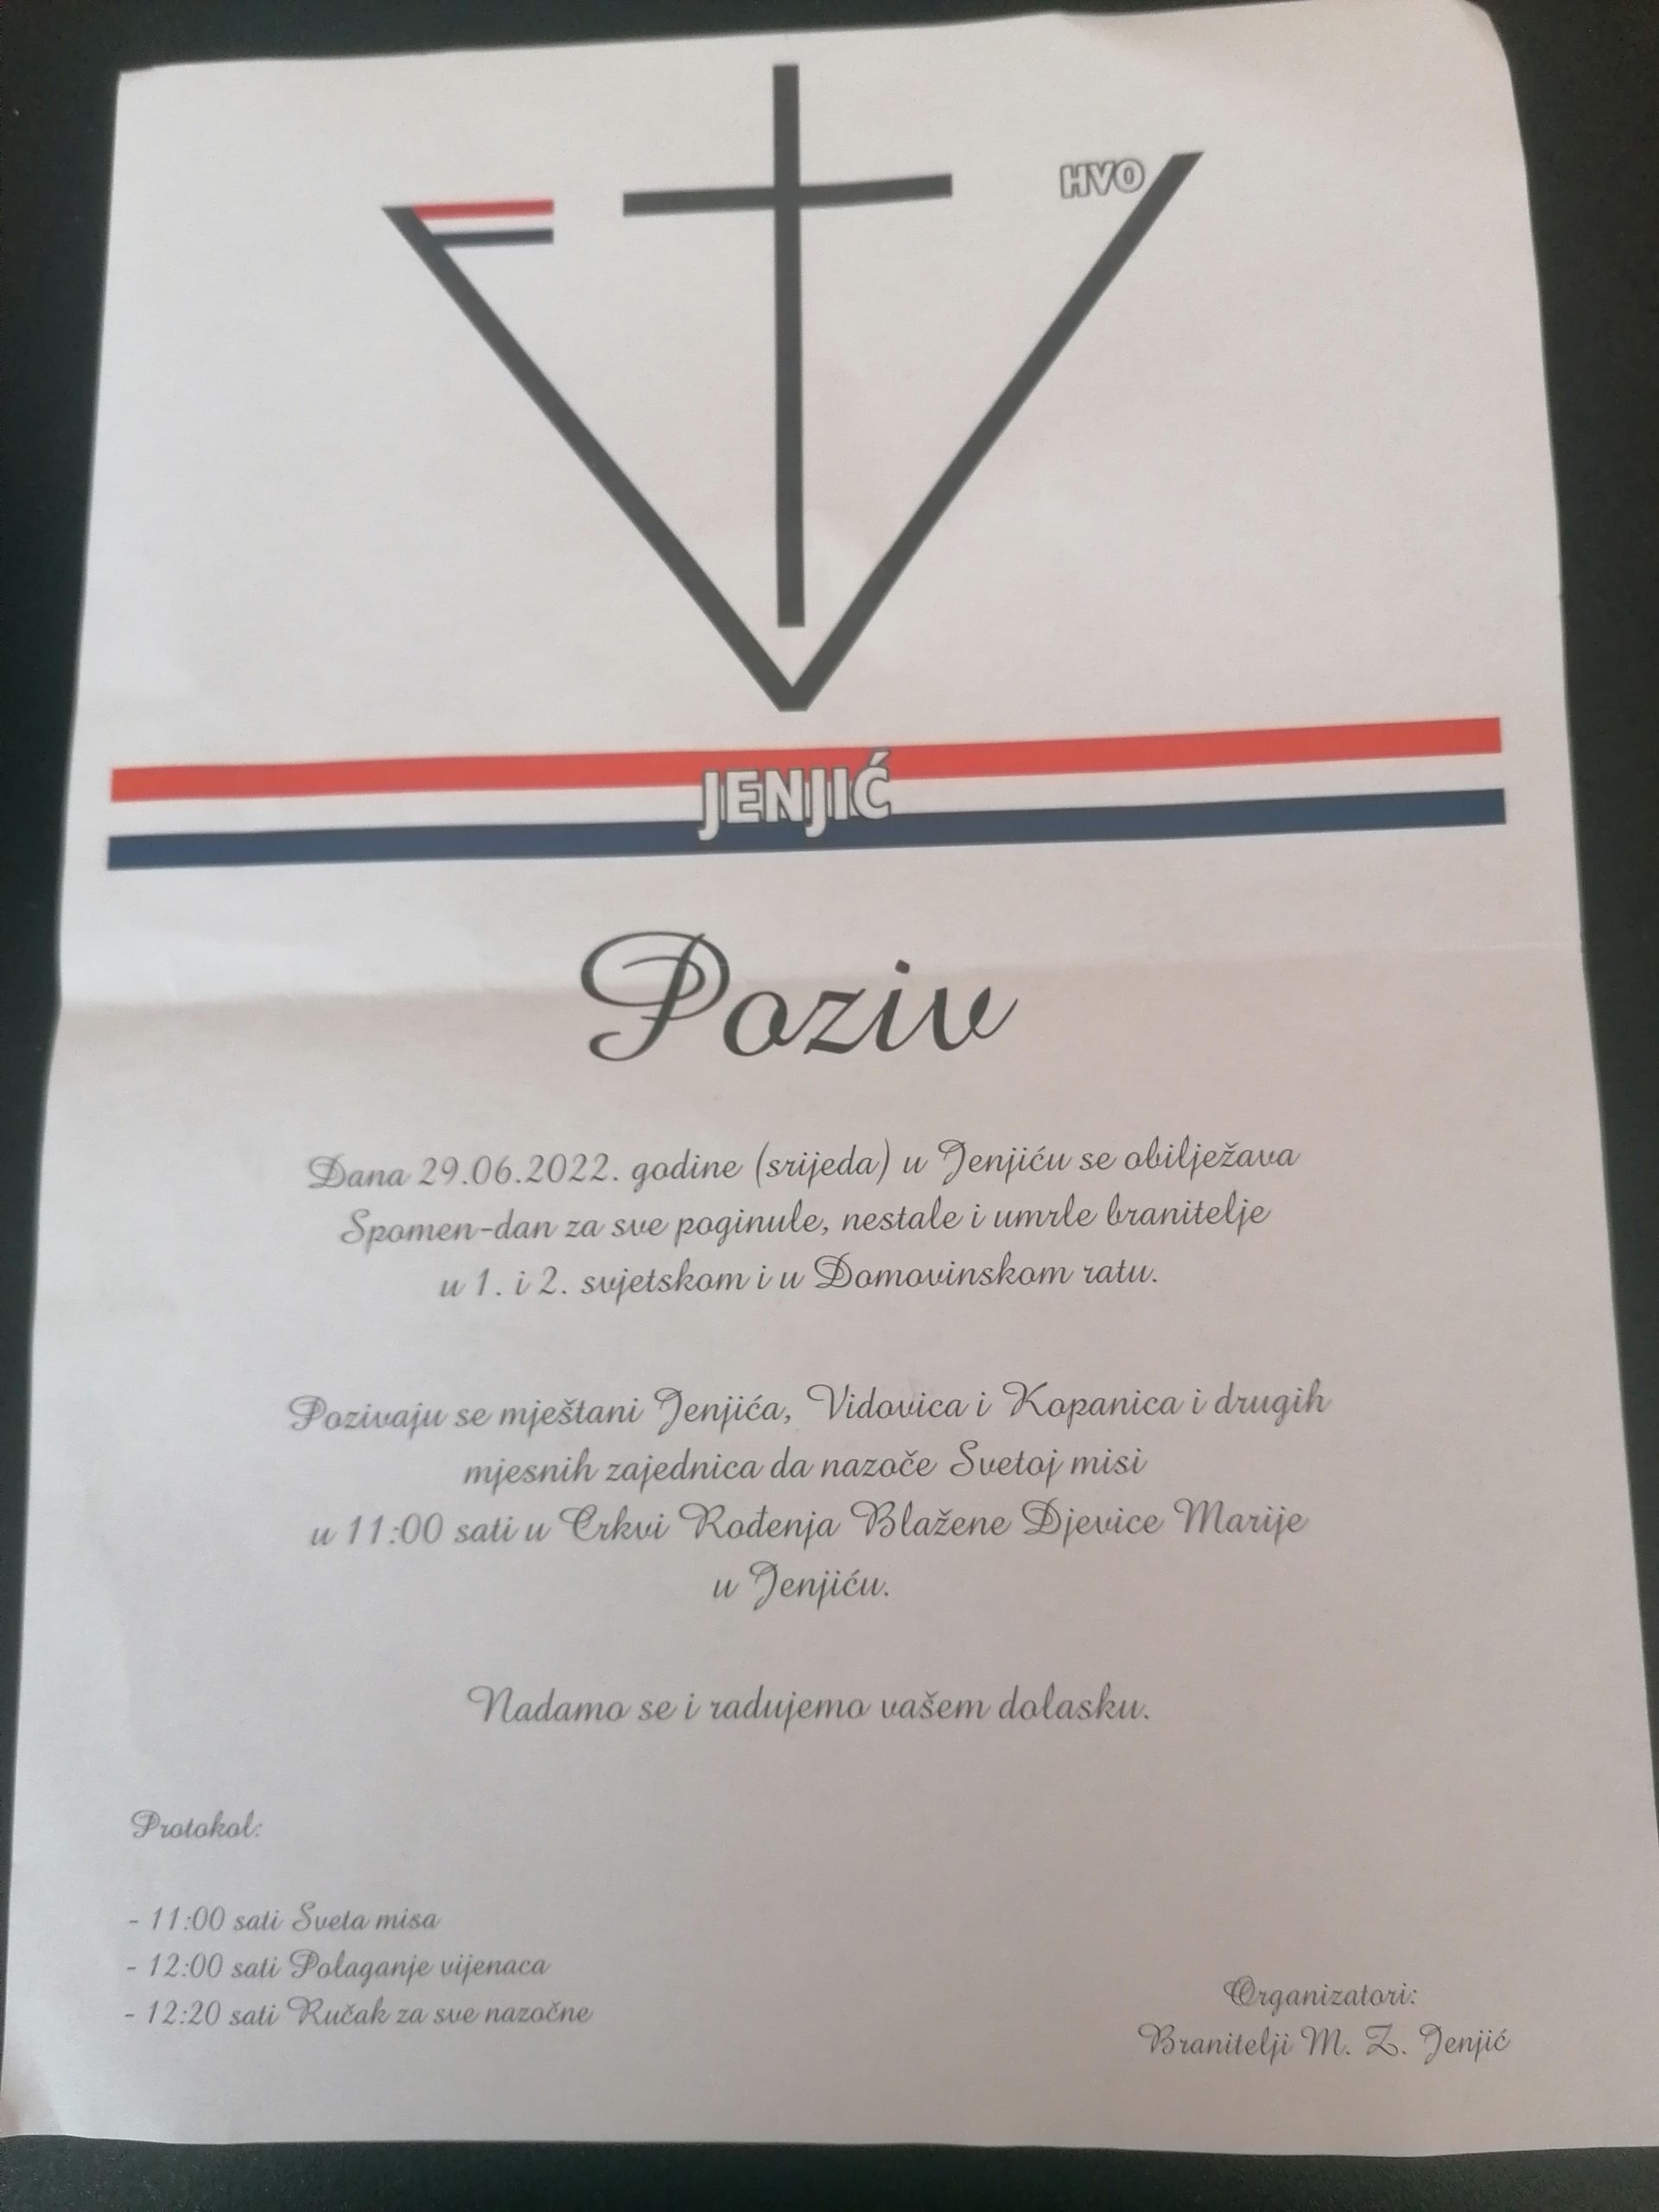 HVO
JENJIĆ
Poziv
Dana 29.06.2022. godine (srijeda) u Jenjiću se obilježava
Spomen-dan za sve poginule, nestale i umrle branitelje
u 1. i 2. svjetskom i u Domovinskom ratu.
Pozivaju se mještani Jenjića, Vidovica i Kopanica i drugih
mjesnih zajednica da nazoče Svetoj misi
u 11:00 sati u Crkvi Rođenja Blažene Djevice Marije
u Jenjiću.
Nadamo se i radujemo vašem dolasku.
Protokol:
- 11:00 sati Sveta misa
- 12:00 sati Polaganje vijenaca
- 12:20 sati Ručak za sve nazočne
Organizatori:
Branitelji M. Z. Jenjić